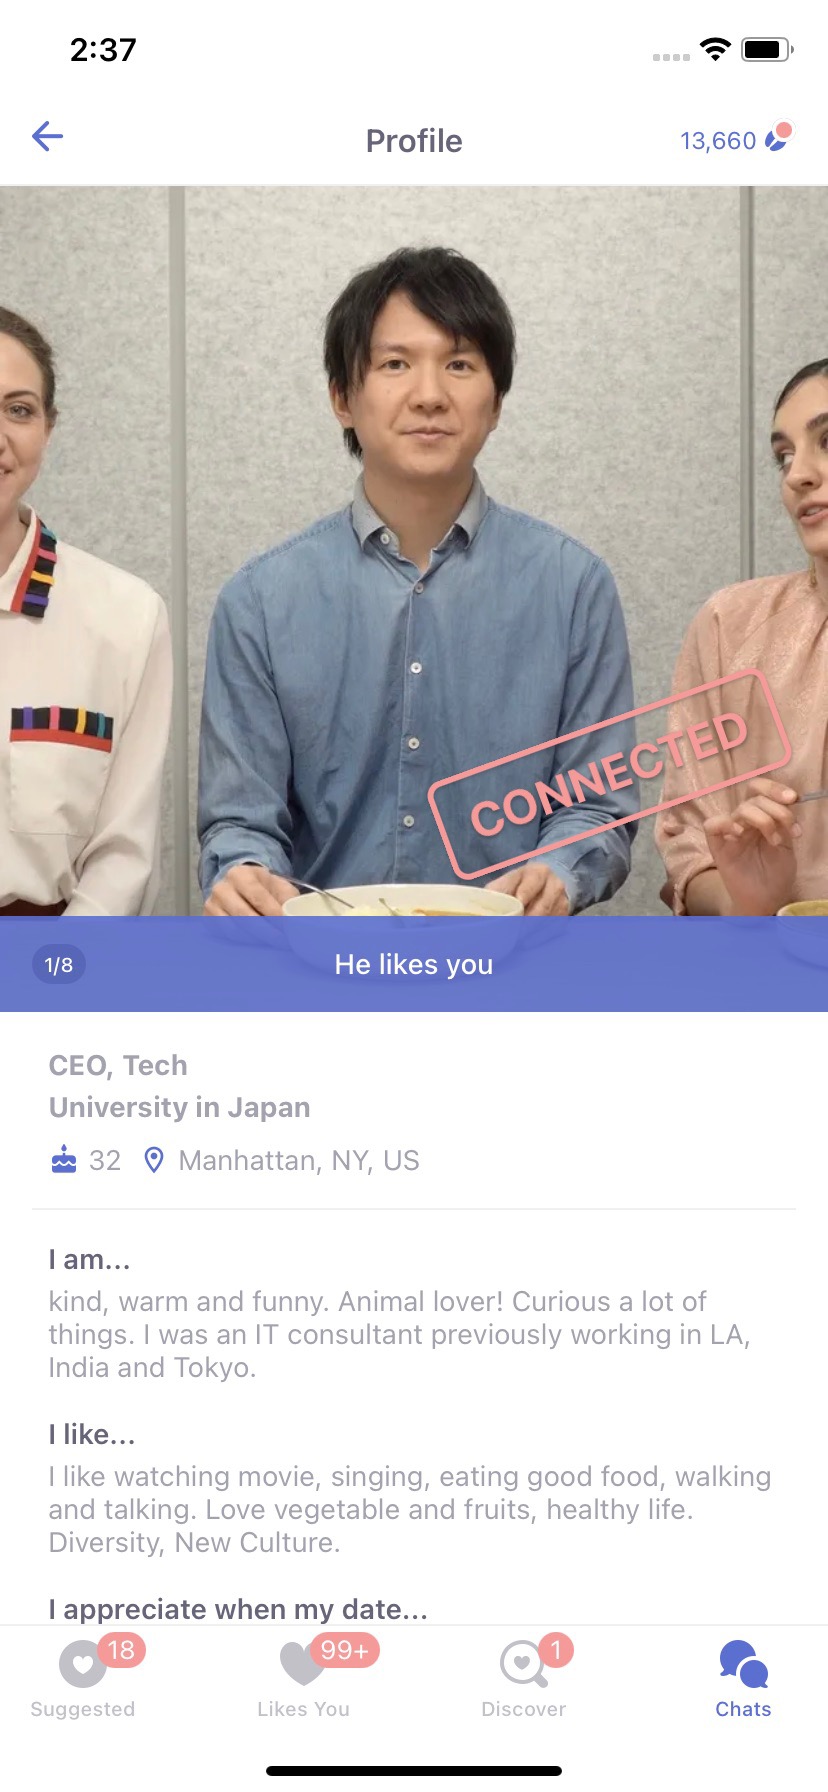 2:37
Profile
13,660
CONNECTED
1/8
He likes you
CEO, Tech
University in Japan
32
Manhattan, NY, US
I am...
kind, warm and funny. Animal lover! Curious a lot of
things. I was an IT consultant previously working in LA,
India and Tokyo.
I like...
I like watching movie, singing, eating good food, walking
and talking. Love vegetable and fruits, healthy life.
Diversity, New Culture.
I appreciate when my date...
18
99+
1
Suggested
Likes You
Discover
Chats